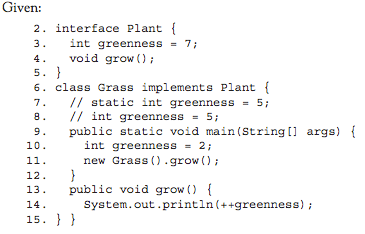 Given:
2. interface Plant {
3. int greenness = 7;
4. void grow();
5. }
6. class Grass implements Plant {
7. // static int greenness = 5;
8. // int greenness = 5;
9. public static void main(String[] args) {
10. int greenness = 2;
11. new Grass().grow();
12. }
13. public void grow() {
14. System.out.println(++greenness);
15. } }